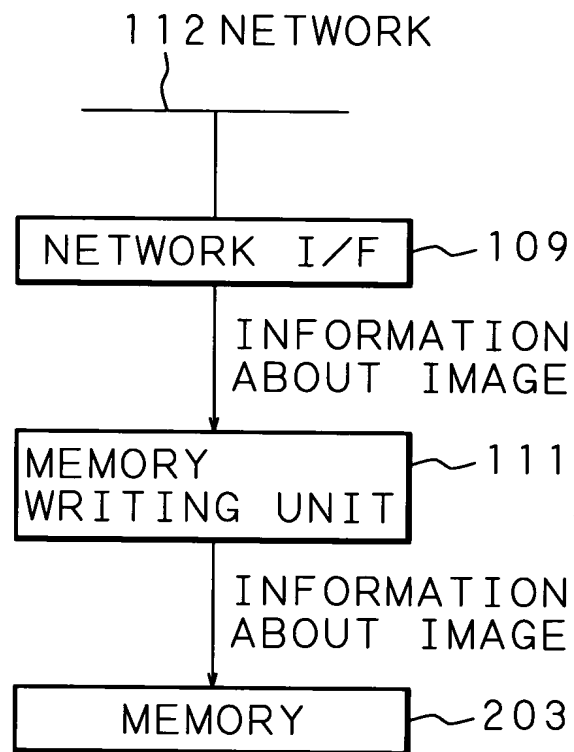 112 NETWORK
NETWORK I/F
109
INFORMATION
ABOUT IMAGE
MEMORY
WRITING UNIT
111
INFORMATION
ABOUT IMAGE
MEMORY
203